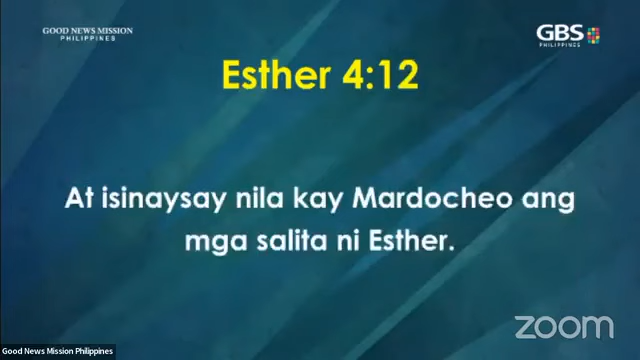 GOOD NEWS MISSION
PHILIPPINES
GBS
PHILIPPINES
Esther 4:12
At isinaysay nila kay Mardocheo ang
mga salita ni Esther.
zoom
Good News Mission Philippines